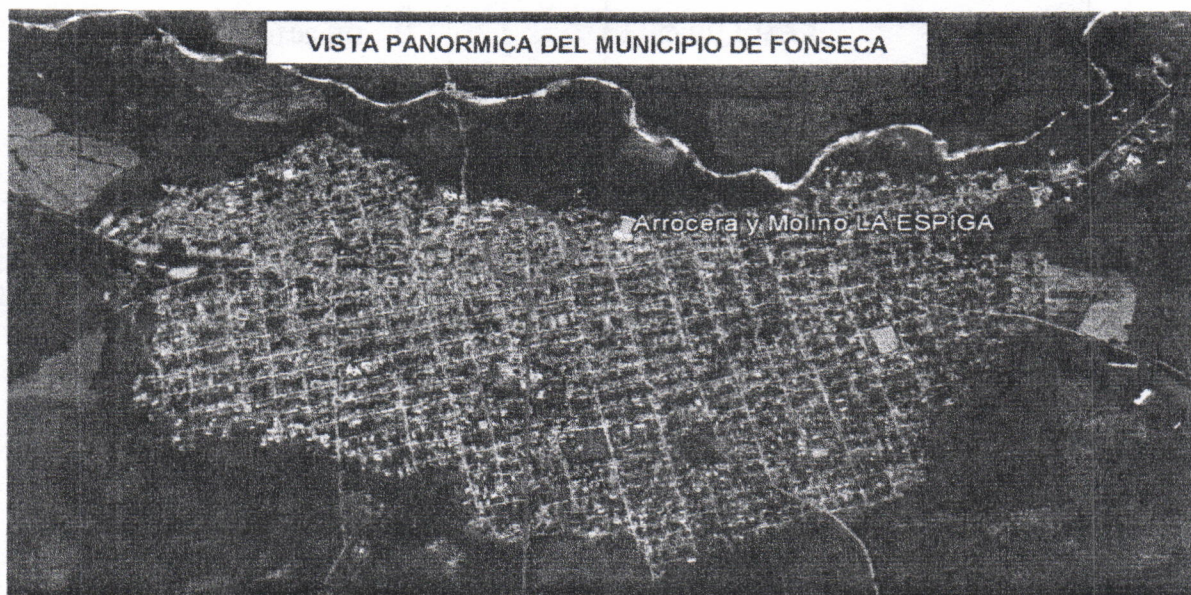 VISTA PANORMICA DEL MUNICIPIO DE FONSECA
Arrocera y Molino LA ESPIGA